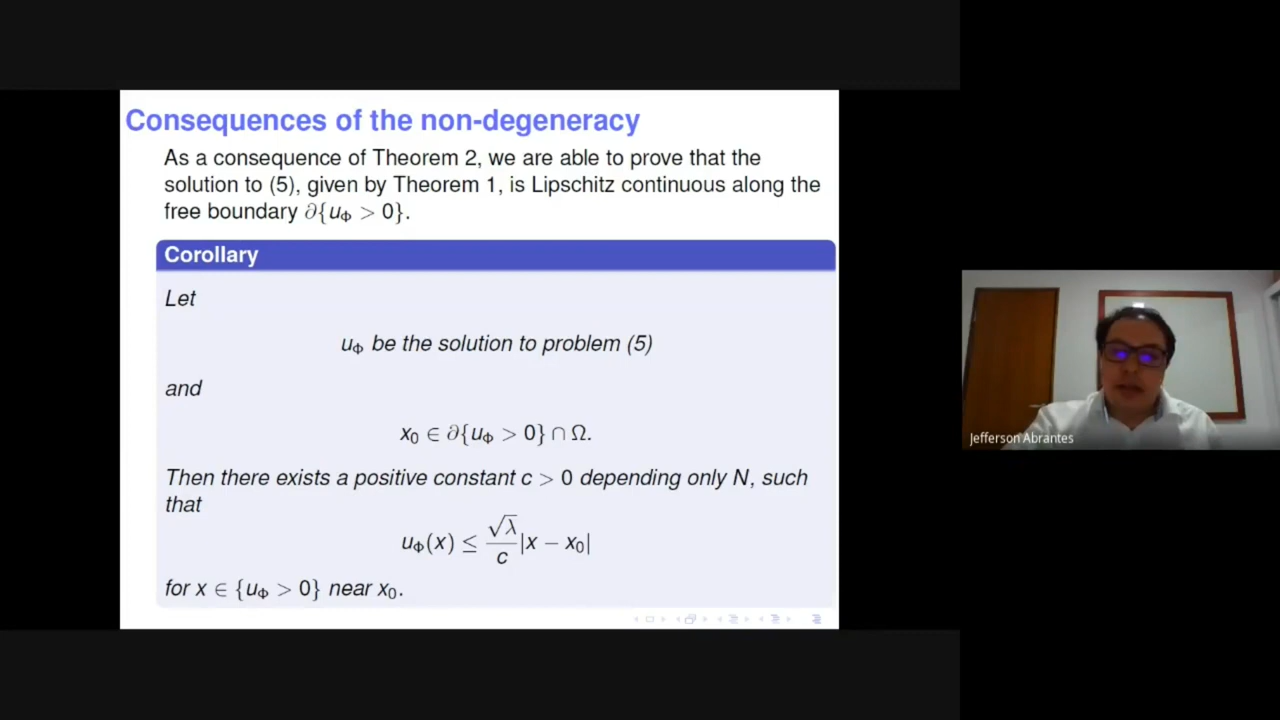 Consequences of the non-degeneracy
As a consequence of Theorem 2, we are able to prove that the
solution to (5), given by Theorem 1, is Lipschitz continuous along the
free boundary ∂{u_Φ > 0}.
Corollary
Let
u_Φ be the solution to problem (5)
and
x₀ ∈ ∂{u_Φ > 0} ∩ Ω.
Then there exists a positive constant c > 0 depending only N, such
that
u_Φ(x) ≤ √λ/c |x − x₀|
for x ∈ {u_Φ > 0} near x₀.
Jefferson Abrantes